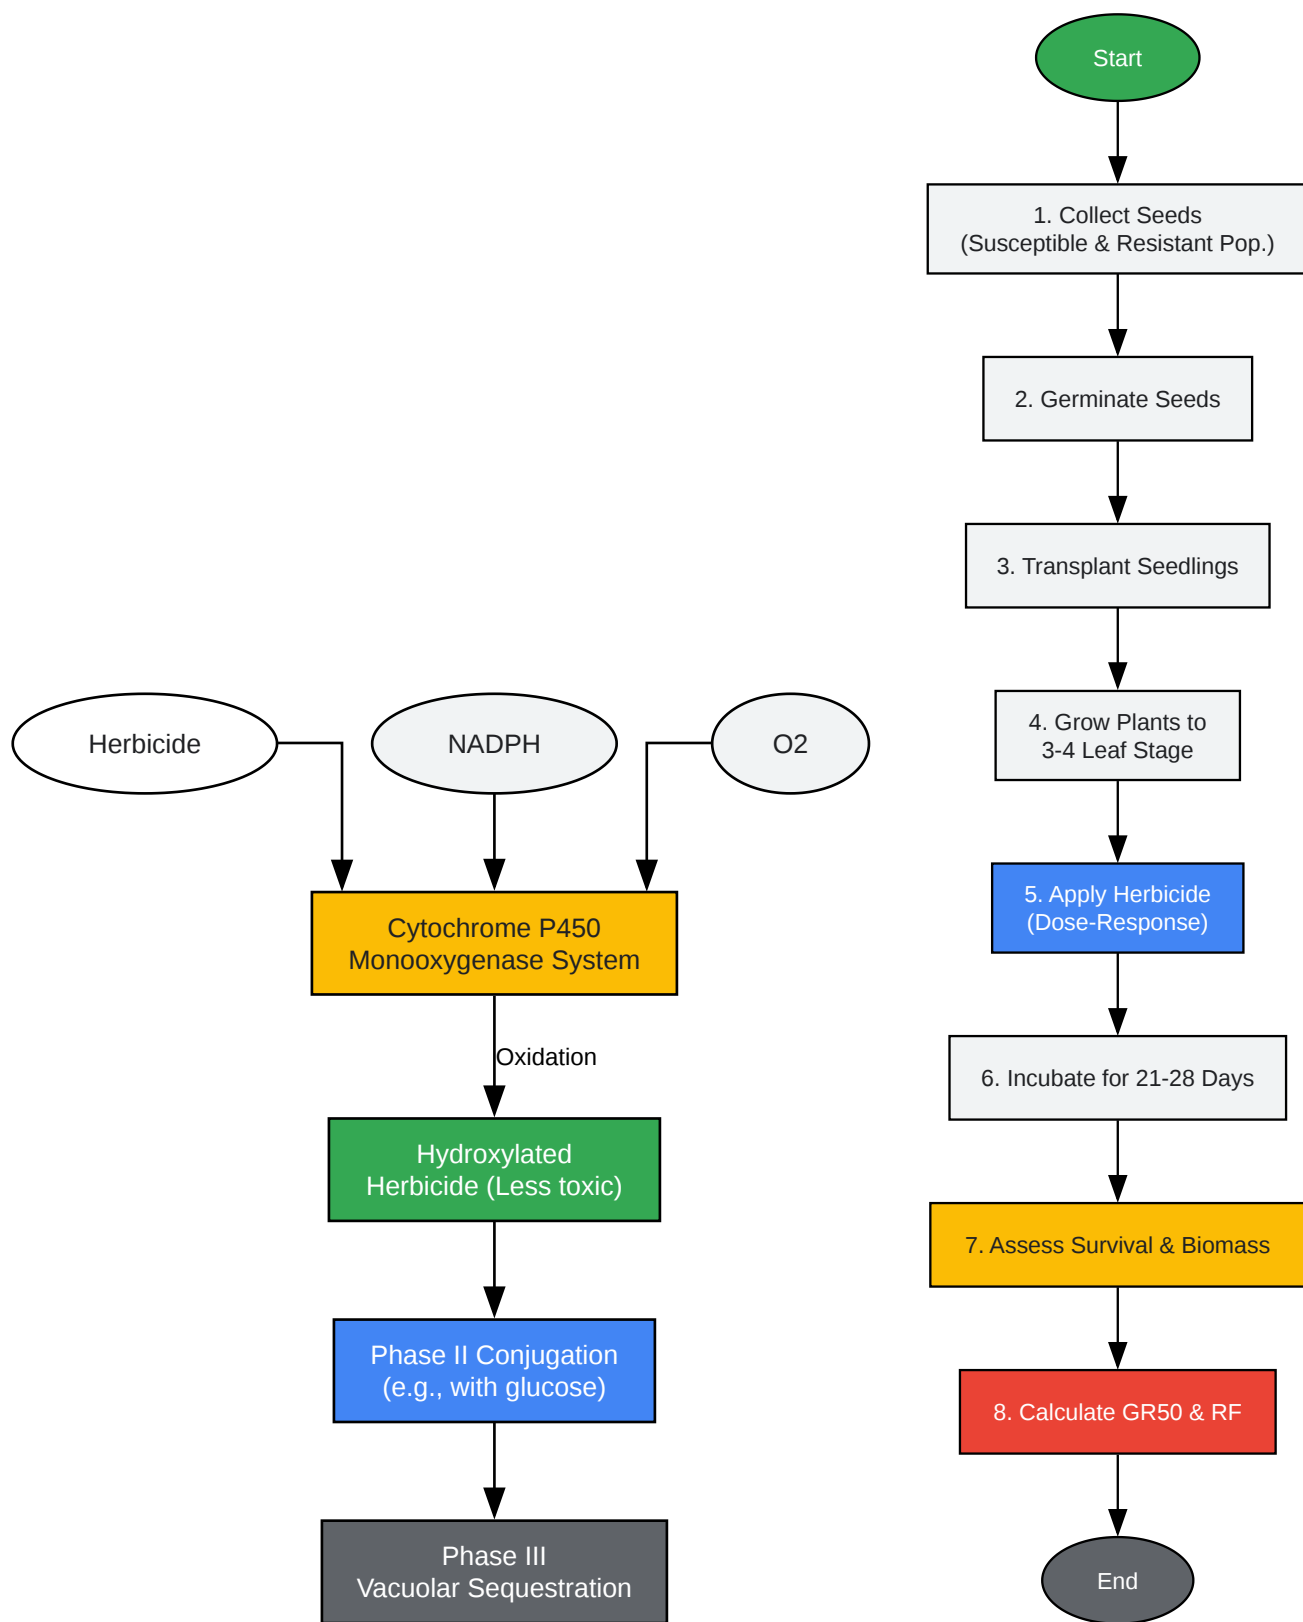 Herbicide
NADPH
O2
Cytochrome P450
Monooxygenase System
Oxidation
Hydroxylated
Herbicide (Less toxic)
Phase II Conjugation
(e.g., with glucose)
Phase III
Vacuolar Sequestration
Start
1. Collect Seeds
(Susceptible & Resistant Pop.)
2. Germinate Seeds
3. Transplant Seedlings
4. Grow Plants to
3-4 Leaf Stage
5. Apply Herbicide
(Dose-Response)
6. Incubate for 21-28 Days
7. Assess Survival & Biomass
8. Calculate GR50 & RF
End